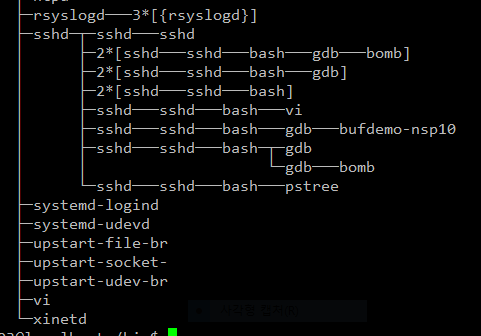 ├─rsyslogd───3*[{rsyslogd}]
├─sshd─┬─sshd───sshd
│      ├─2*[sshd───sshd───bash───gdb───bomb]
│      ├─2*[sshd───sshd───bash───gdb]
│      ├─2*[sshd───sshd───bash]
│      ├─sshd───sshd───bash───vi
│      ├─sshd───sshd───bash───gdb───bufdemo-nsp10
│      ├─sshd───sshd───bash─┬─gdb
│      │                    └─gdb───bomb
│      └─sshd───sshd───bash───pstree
├─systemd-logind
├─systemd-udevd
├─upstart-file-br
├─upstart-socket-
├─upstart-udev-br
├─vi
└─xinetd